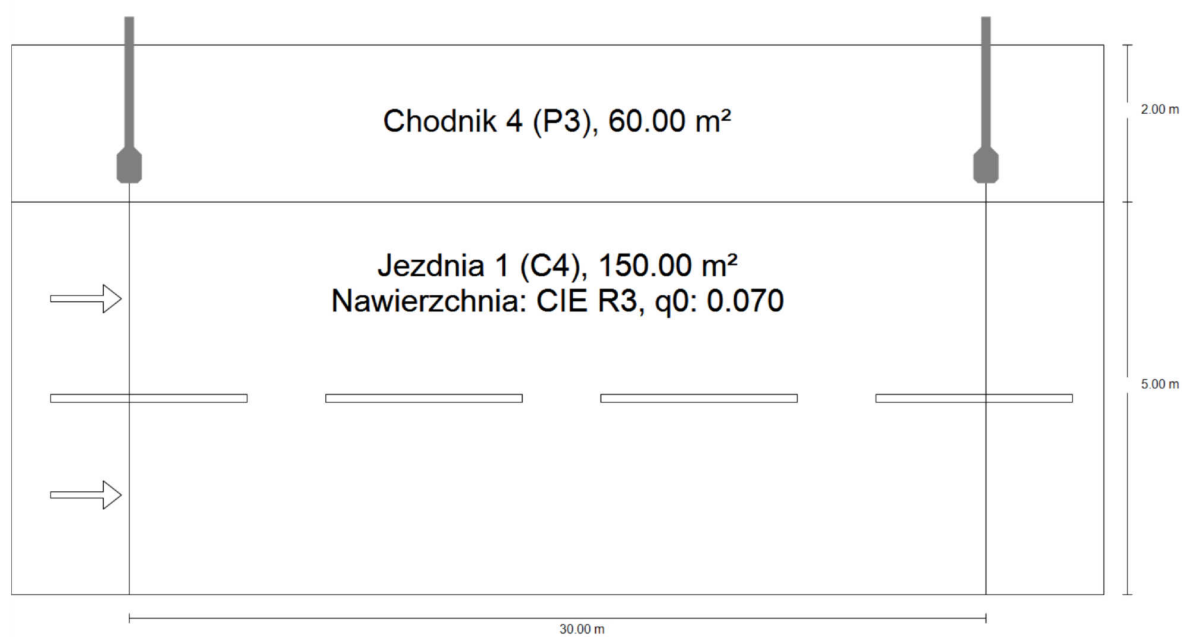 Chodnik 4 (P3), 60.00 m²
2.00 m
Jezdnia 1 (C4), 150.00 m²
Nawierzchnia: CIE R3, q0: 0.070
5.00 m
30.00 m